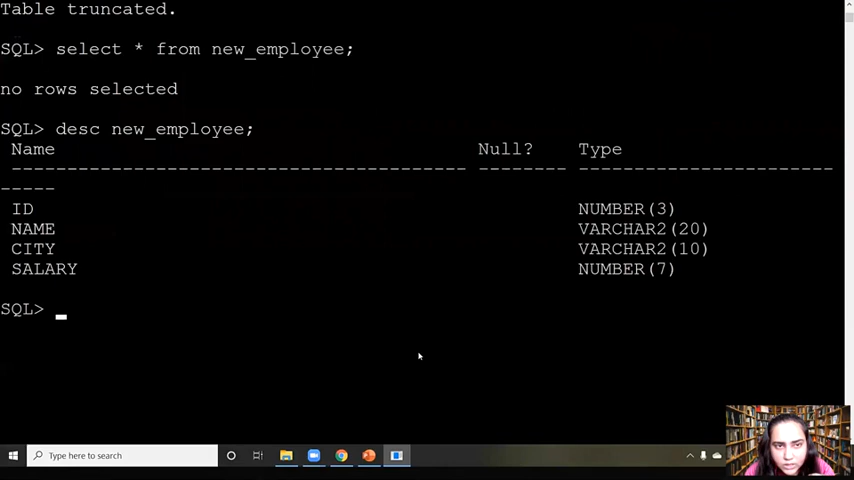 Table truncated.
SQL> select * from new_employee;
no rows selected
SQL> desc new_employee;
Name Null? Type
----------------------------------------- -------- -----------------------
-----
ID NUMBER(3)
NAME VARCHAR2(20)
CITY VARCHAR2(10)
SALARY NUMBER(7)
SQL> _
Type here to search